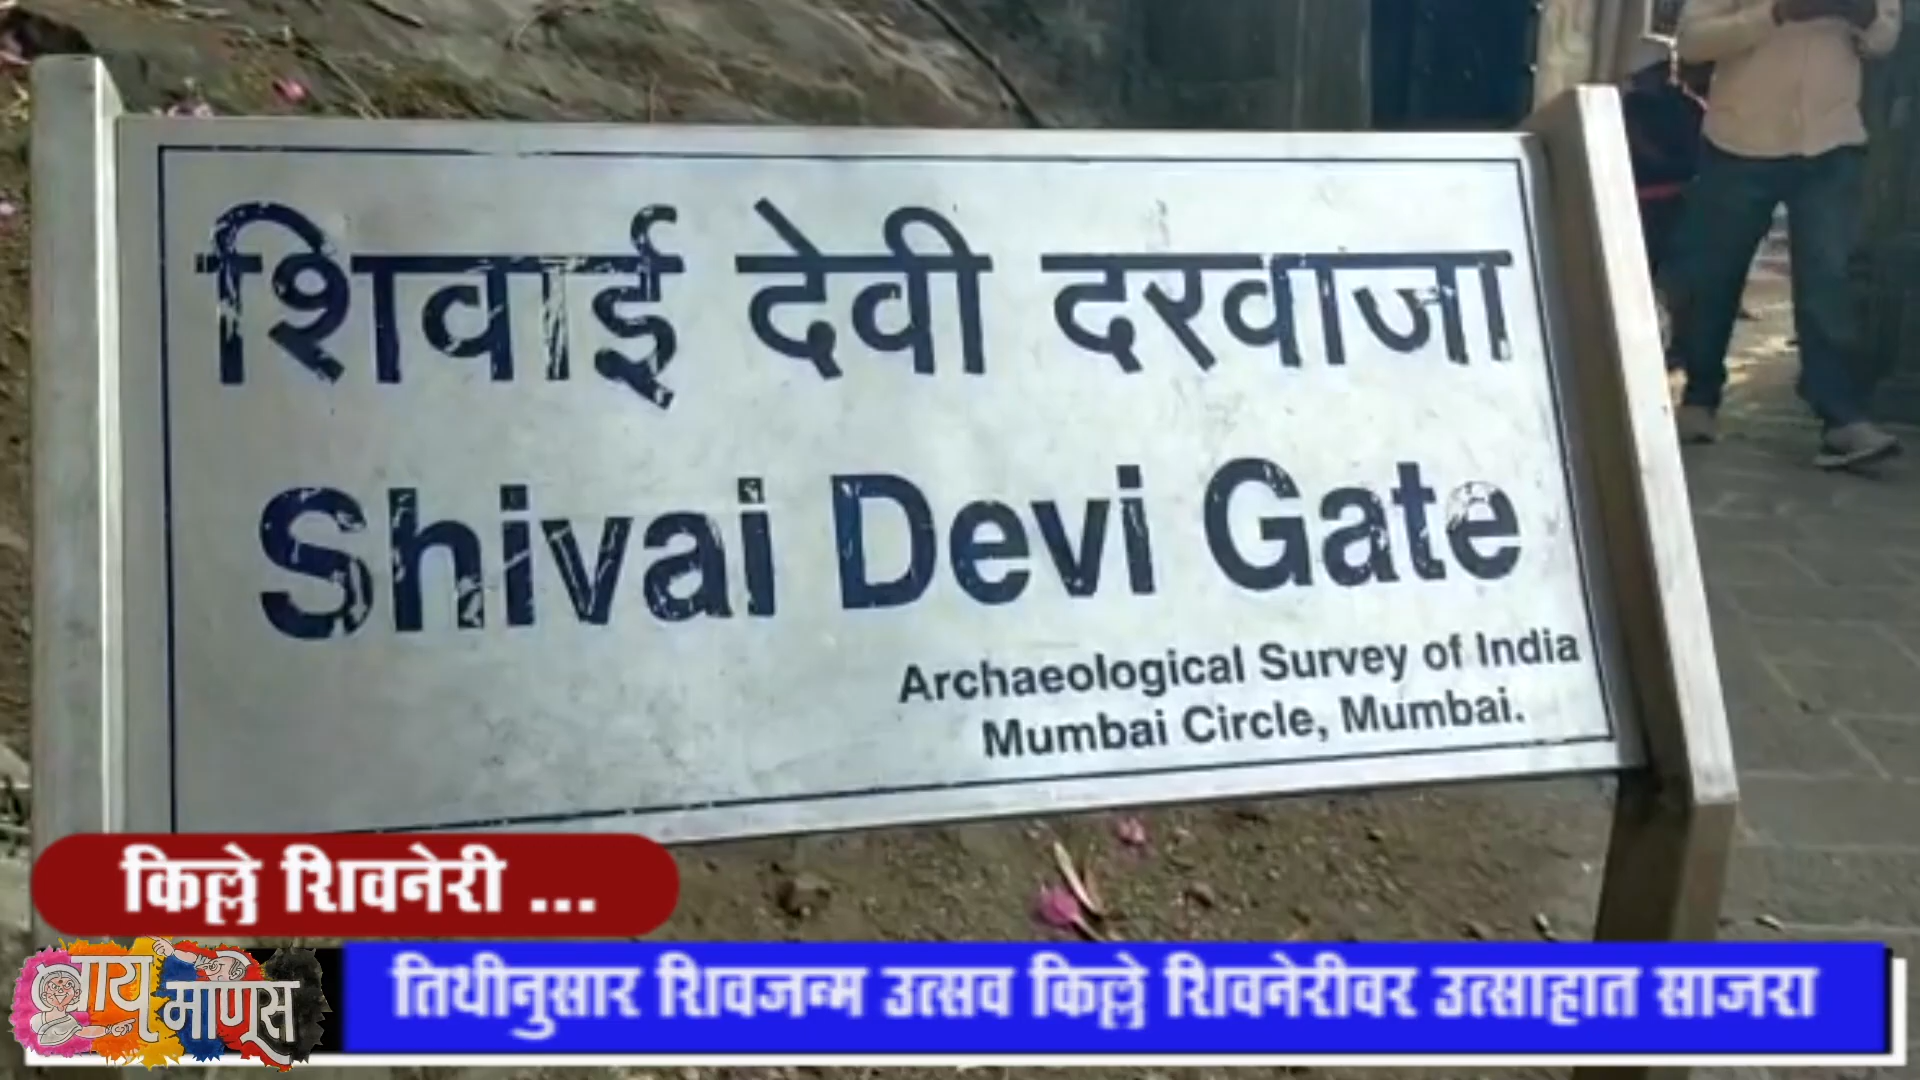 शिवाई देवी दरवाजा
Shivai Devi Gate
Archaeological Survey of India
Mumbai Circle, Mumbai.
किल्ले शिवनेरी ...
माणूस
तिथीनुसार शिवजन्म उत्सव किल्ले शिवनेरीवर उत्साहात साजरा